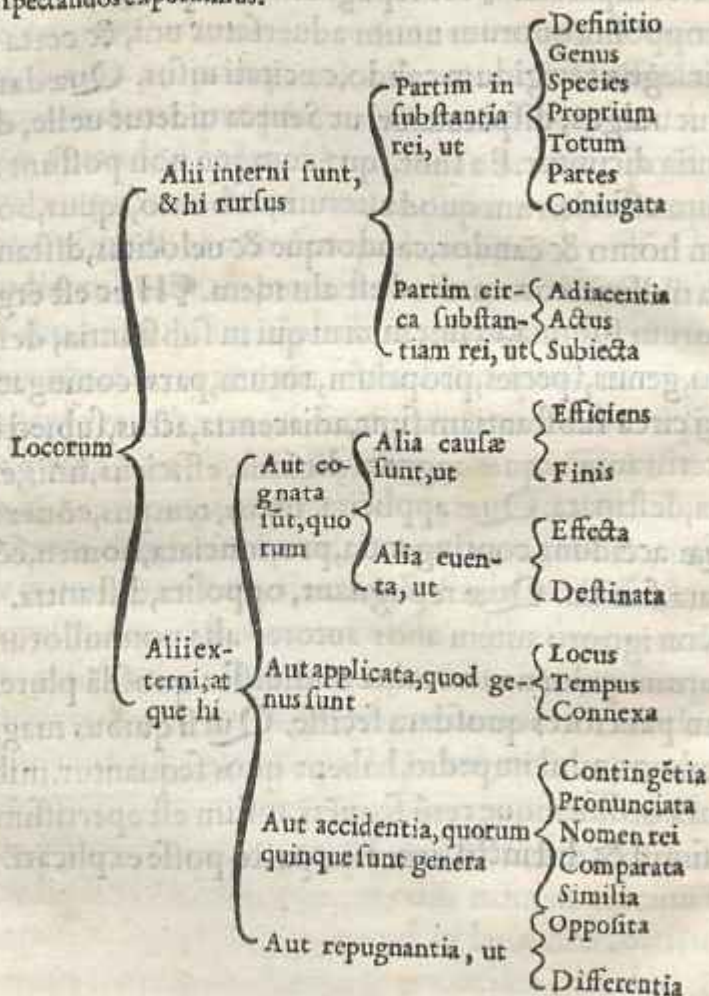 Locorum
Alii interni ſunt,
& hi rurſus
Partim in
ſubſtantia
rei, ut
Definitio
Genus
Species
Proprium
Totum
Partes
Coniugata
Partim cir-
ca ſubſtan-
tiam rei, ut
Adiacentia
Actus
Subiecta
Alii ex-
terni, at
que hi
Aut co-
gnata
ſūt, quo
rum
Alia cauſæ
ſunt, ut
Efficiens
Finis
Alia euen-
ta, ut
Effecta
Deſtinata
Aut applicata, quod ge-
nus ſunt
Locus
Tempus
Connexa
Aut accidentia, quorum
quinque ſunt genera
Contingētia
Pronunciata
Nomen rei
Comparata
Similia
Aut repugnantia, ut
Oppoſita
Differentia